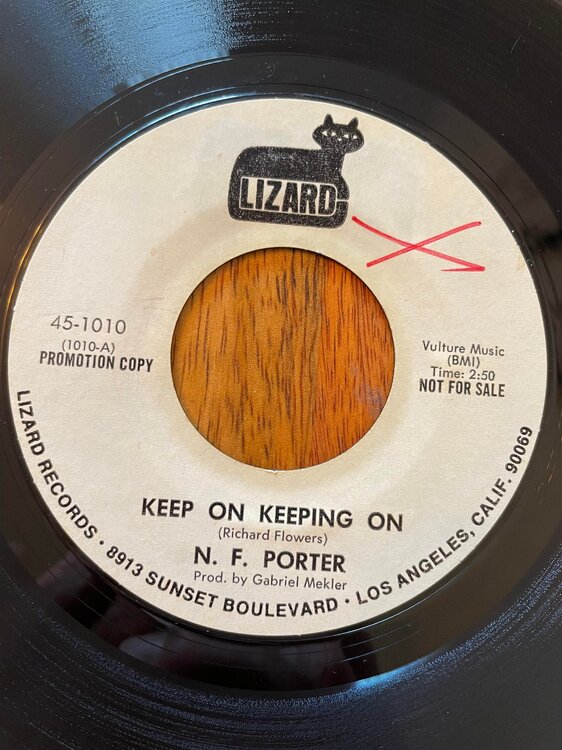 LIZARD
45-1010
(1010-A)
PROMOTION COPY
Vulture Music
(BMI)
Time: 2:50
NOT FOR SALE
KEEP ON KEEPING ON
(Richard Flowers)
N. F. PORTER
Prod. by Gabriel Mekler
LIZARD RECORDS • 8913 SUNSET BOULEVARD • LOS ANGELES, CALIF. 90069